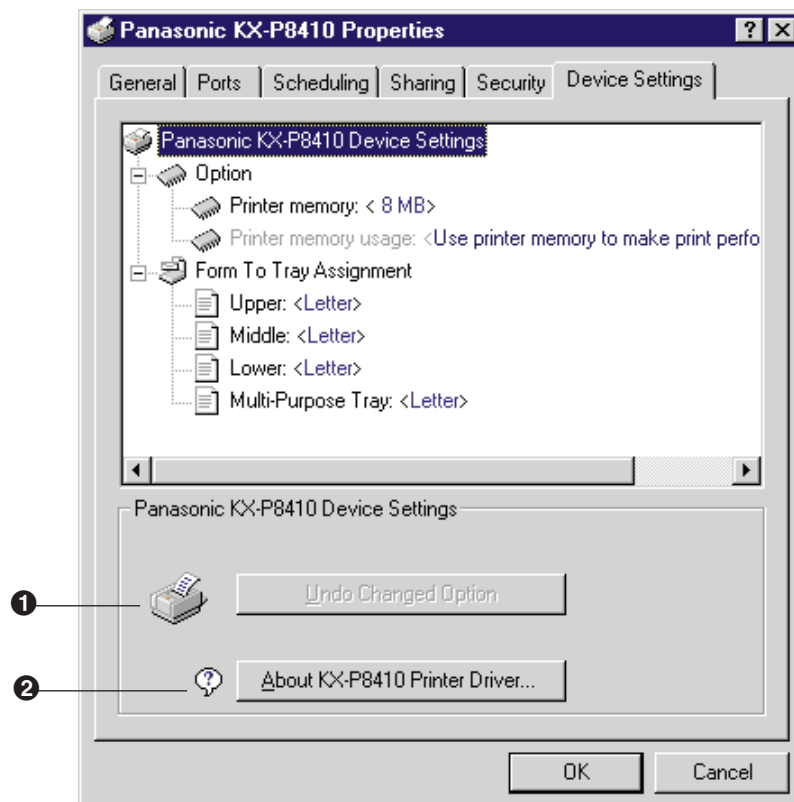 Panasonic KX-P8410 Properties
General Ports Scheduling Sharing Security Device Settings
Panasonic KX-P8410 Device Settings
Option
Printer memory: < 8 MB>
Printer memory usage: <Use printer memory to make print perfo
Form To Tray Assignment
Upper: <Letter>
Middle: <Letter>
Lower: <Letter>
Multi-Purpose Tray: <Letter>
Panasonic KX-P8410 Device Settings
❶ Undo Changed Option
❷ About KX-P8410 Printer Driver...
OK Cancel